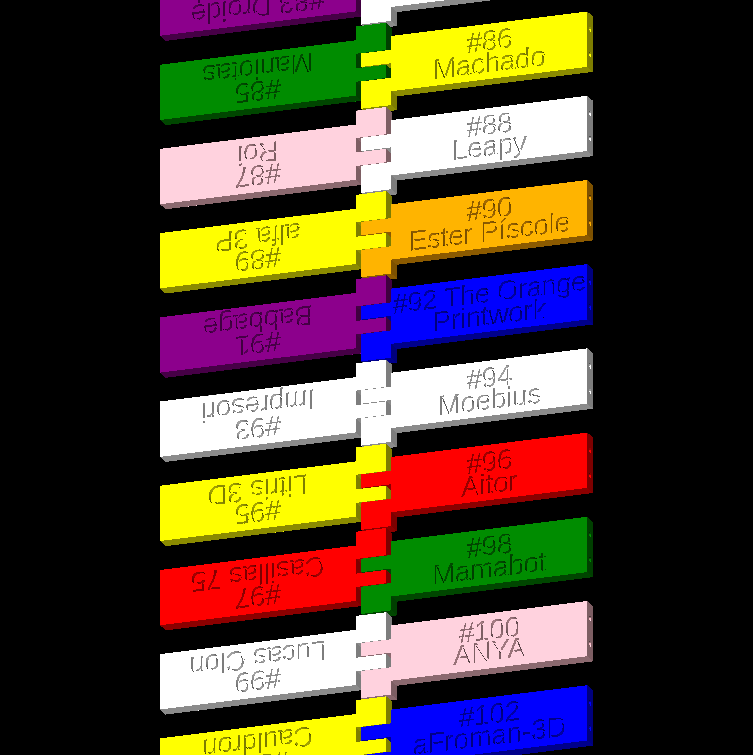 #83 Droide
#85
Maniotas
#86
Machado
#87
Roi
#88
Leapy
#89
alfa 3P
#90
Ester Píscole
#91
Babbage
#92 The Orange
Printwork
#93
Impresori
#94
Moebius
#95
Litris 3D
#96
Aitor
#97
Casillas 75
#98
Mamabot
#99
Lucas Clon
#100
ANYA
Cauldron
#102
aFroman-3D